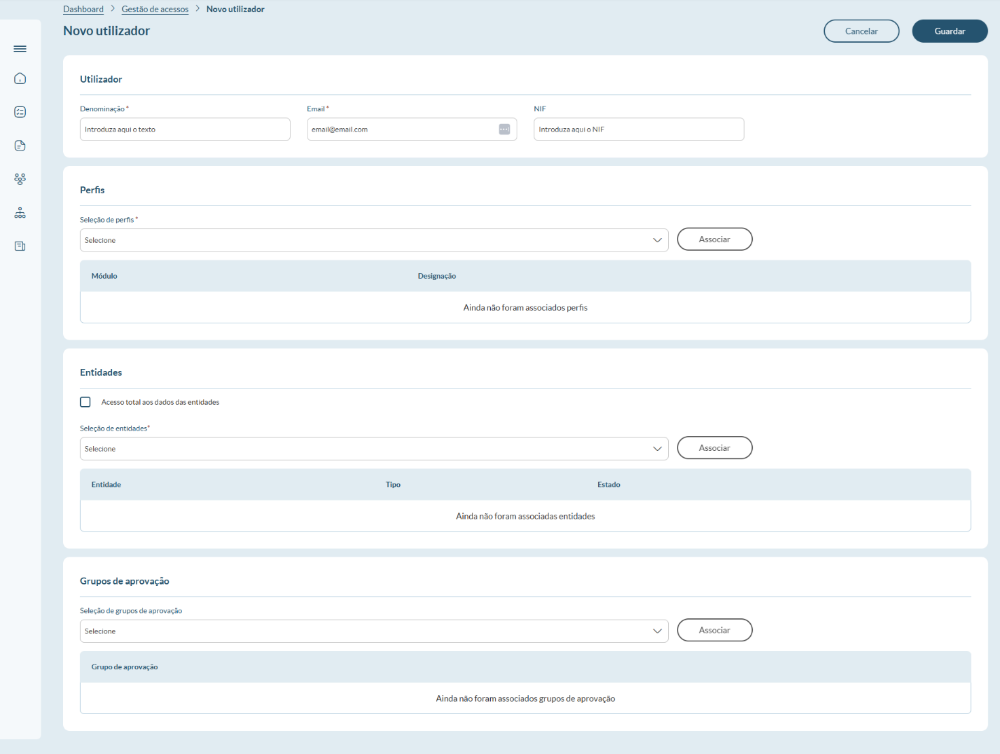 Dashboard > Gestão de acessos > Novo utilizador
Novo utilizador
Cancelar
Guardar
Utilizador
Denominação *
Email *
NIF
Introduza aqui o texto
email@email.com
Introduza aqui o NIF
Perfis
Seleção de perfis *
Selecione
Associar
Módulo
Designação
Ainda não foram associados perfis
Entidades
Acesso total aos dados das entidades
Seleção de entidades*
Selecione
Associar
Entidade
Tipo
Estado
Ainda não foram associadas entidades
Grupos de aprovação
Seleção de grupos de aprovação
Selecione
Associar
Grupo de aprovação
Ainda não foram associados grupos de aprovação